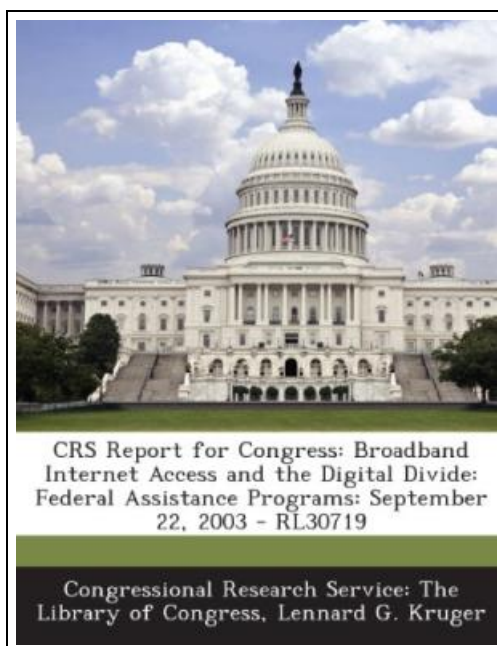 CRS Report for Congress: Broadband
Internet Access and the Digital Divide:
Federal Assistance Programs: September
22, 2003 - RL30719
Congressional Research Service: The
Library of Congress, Lennard G. Kruger